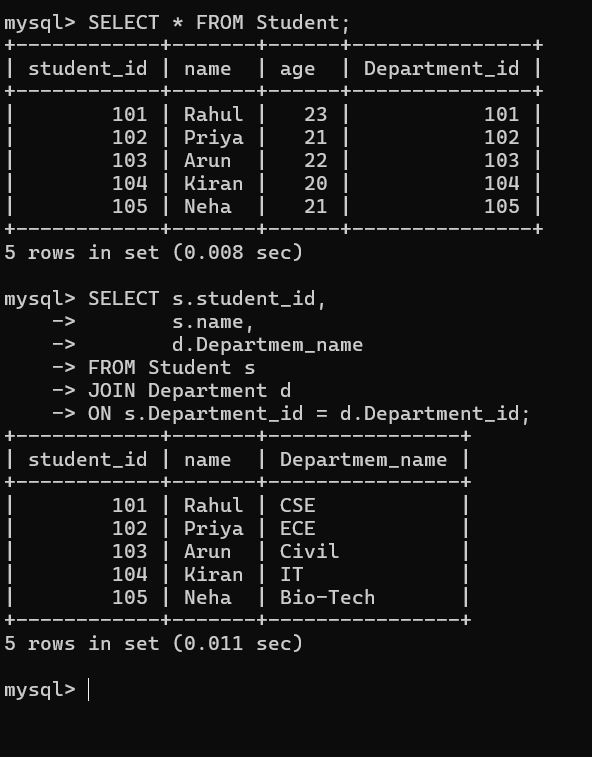 mysql> SELECT * FROM Student;
+------------+-------+------+---------------+
| student_id | name  | age  | Department_id |
+------------+-------+------+---------------+
|        101 | Rahul |   23 |           101 |
|        102 | Priya |   21 |           102 |
|        103 | Arun  |   22 |           103 |
|        104 | Kiran |   20 |           104 |
|        105 | Neha  |   21 |           105 |
+------------+-------+------+---------------+
5 rows in set (0.008 sec)

mysql> SELECT s.student_id,
    ->        s.name,
    ->        d.Departmem_name
    -> FROM Student s
    -> JOIN Department d
    -> ON s.Department_id = d.Department_id;
+------------+-------+----------------+
| student_id | name  | Departmem_name |
+------------+-------+----------------+
|        101 | Rahul | CSE            |
|        102 | Priya | ECE            |
|        103 | Arun  | Civil          |
|        104 | Kiran | IT             |
|        105 | Neha  | Bio-Tech       |
+------------+-------+----------------+
5 rows in set (0.011 sec)

mysql>